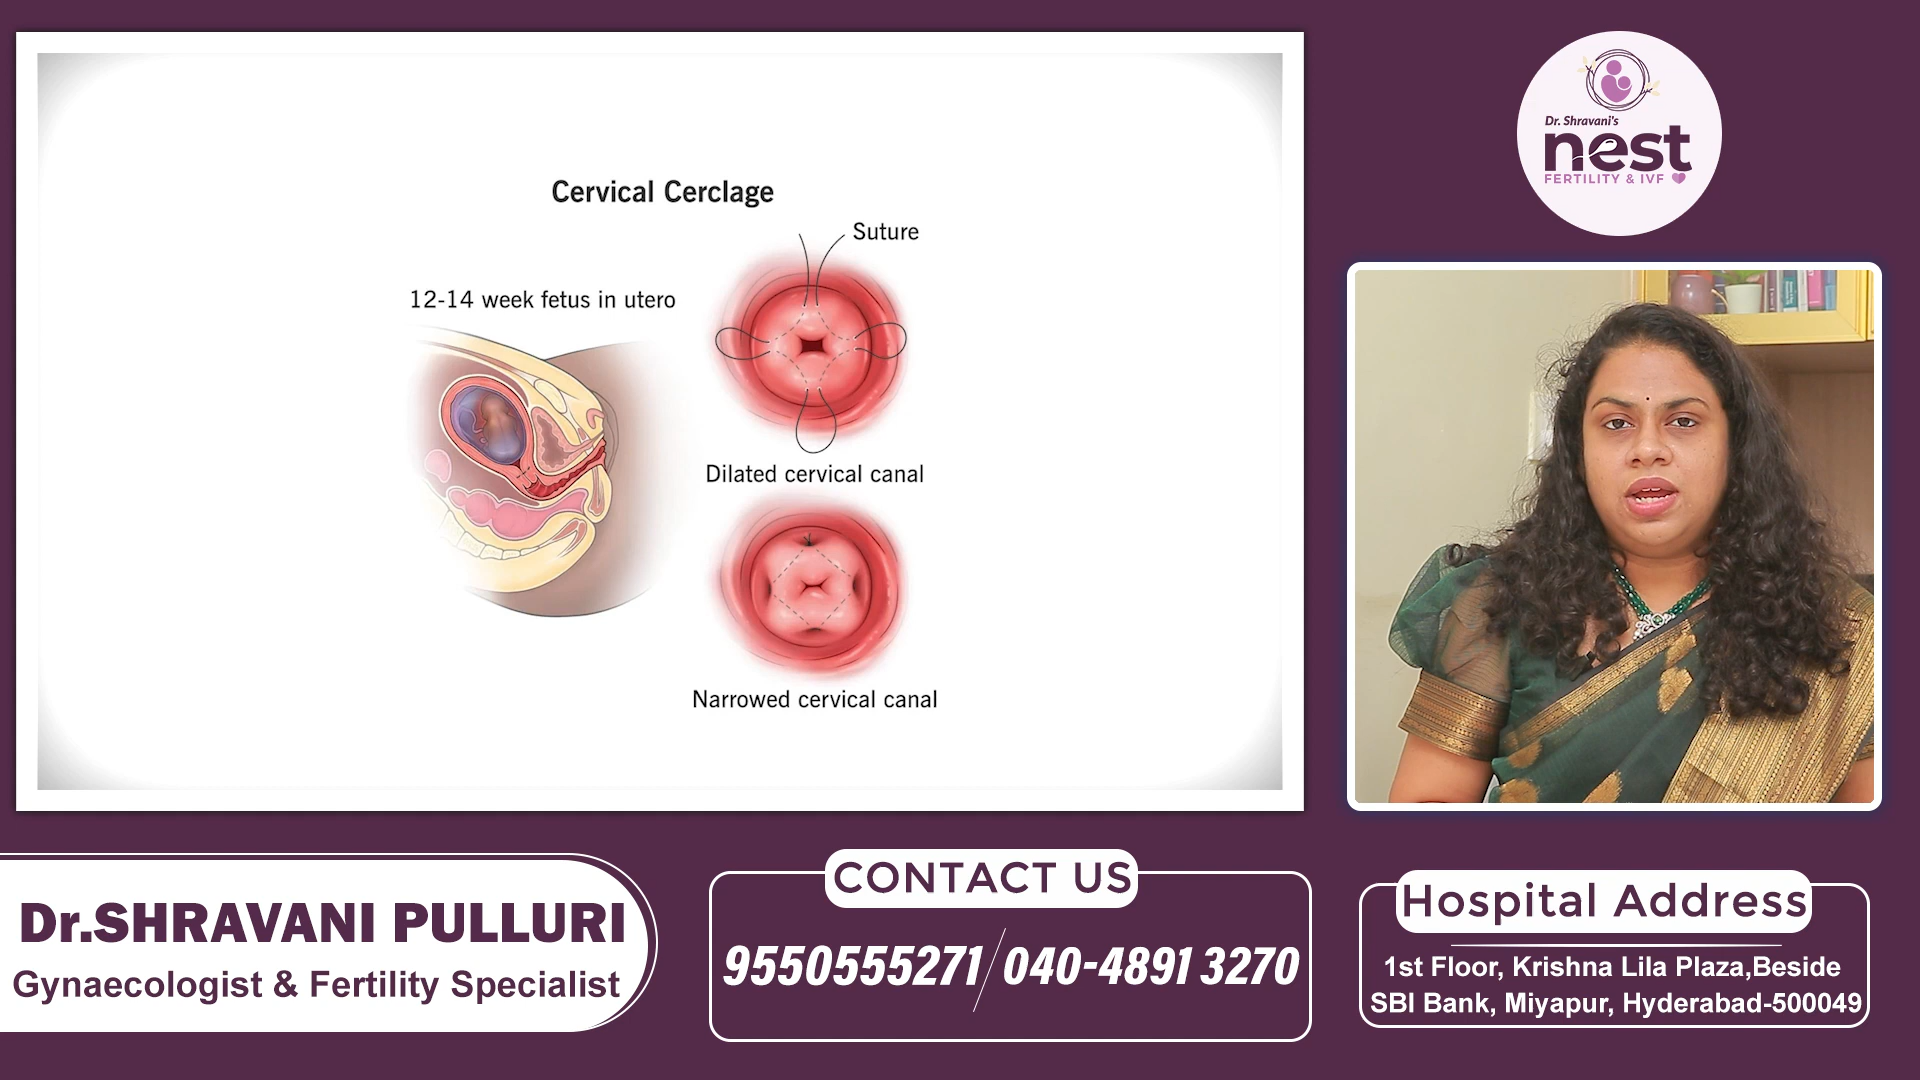 Cervical Cerclage
Suture
12-14 week fetus in utero
Dilated cervical canal
Narrowed cervical canal
Dr. Shravani's
nest
FERTILITY & IVF
Dr.SHRAVANI PULLURI
Gynaecologist & Fertility Specialist
CONTACT US
9550555271/040-4891 3270
Hospital Address
1st Floor, Krishna Lila Plaza,Beside
SBI Bank, Miyapur, Hyderabad-500049